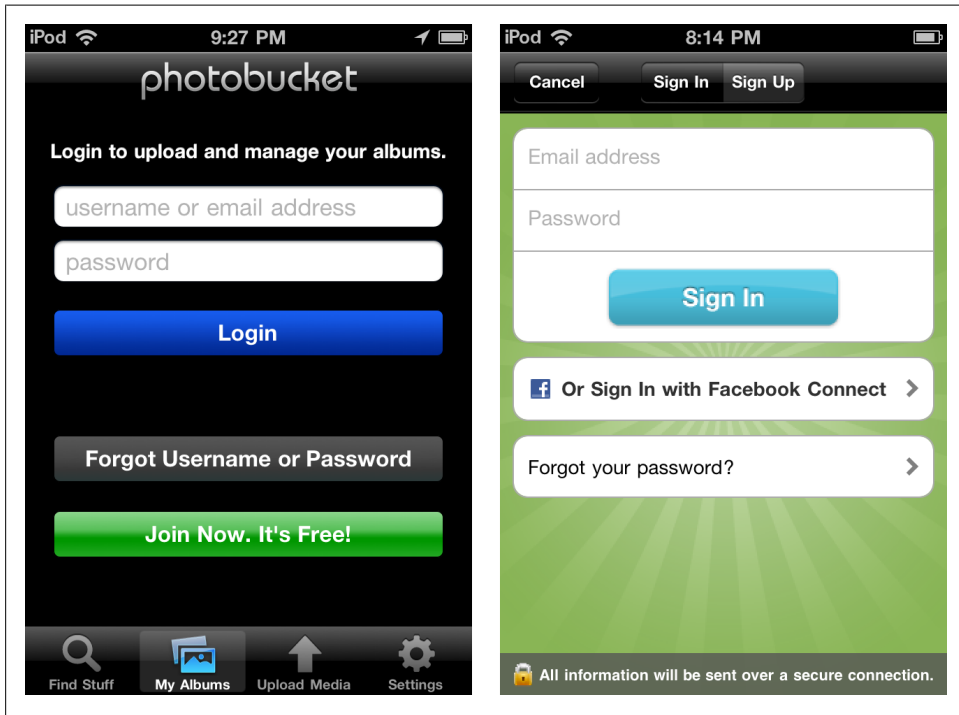 iPod 9:27 PM
photobucket
Login to upload and manage your albums.
username or email address
password
Login
Forgot Username or Password
Join Now. It's Free!
Find Stuff My Albums Upload Media Settings
iPod 8:14 PM
Cancel Sign In Sign Up
Email address
Password
Sign In
f Or Sign In with Facebook Connect
Forgot your password?
All information will be sent over a secure connection.